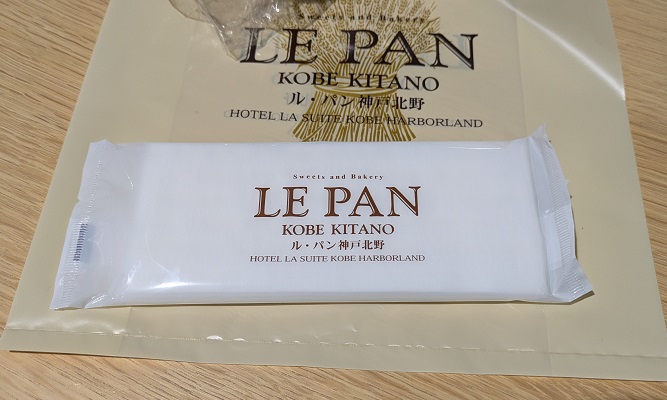 Sweets and Bakery
LE PAN
KOBE KITANO
ル・パン神戸北野
HOTEL LA SUITE KOBE HARBORLAND
Sweets and Bakery
LE PAN
KOBE KITANO
ル・パン神戸北野
HOTEL LA SUITE KOBE HARBORLAND